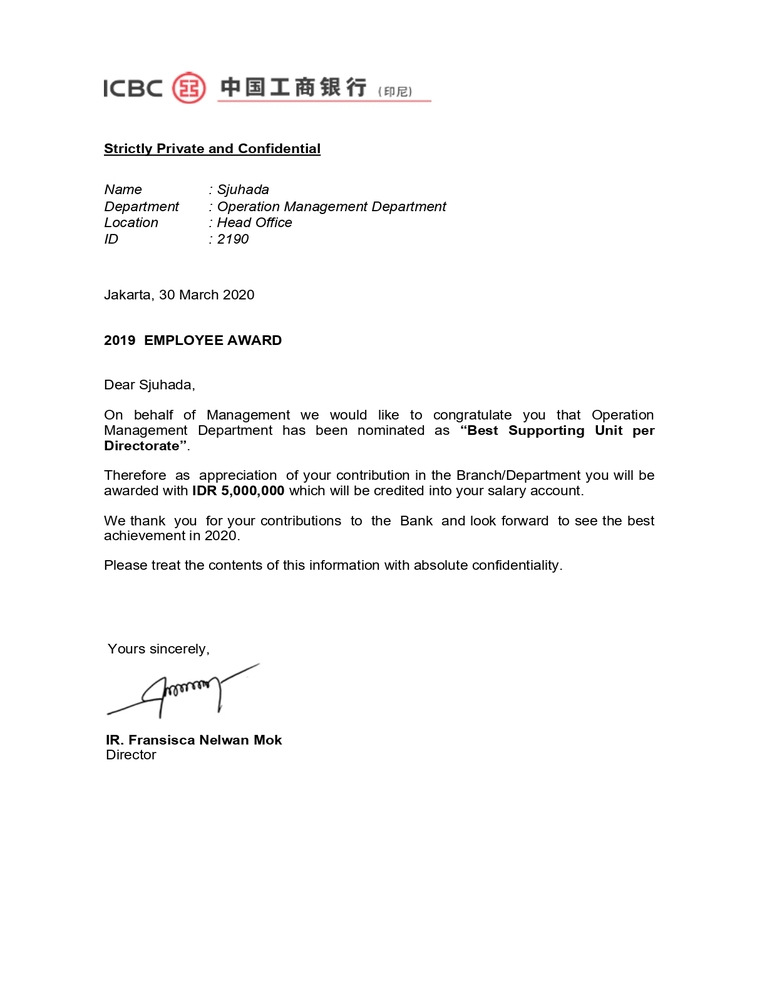 ICBC 中国工商银行 (印尼)
Strictly Private and Confidential
Name : Sjuhada
Department : Operation Management Department
Location : Head Office
ID : 2190
Jakarta, 30 March 2020
2019 EMPLOYEE AWARD
Dear Sjuhada,
On behalf of Management we would like to congratulate you that Operation
Management Department has been nominated as “Best Supporting Unit per
Directorate”.
Therefore as appreciation of your contribution in the Branch/Department you will be
awarded with IDR 5,000,000 which will be credited into your salary account.
We thank you for your contributions to the Bank and look forward to see the best
achievement in 2020.
Please treat the contents of this information with absolute confidentiality.
Yours sincerely,
IR. Fransisca Nelwan Mok
Director